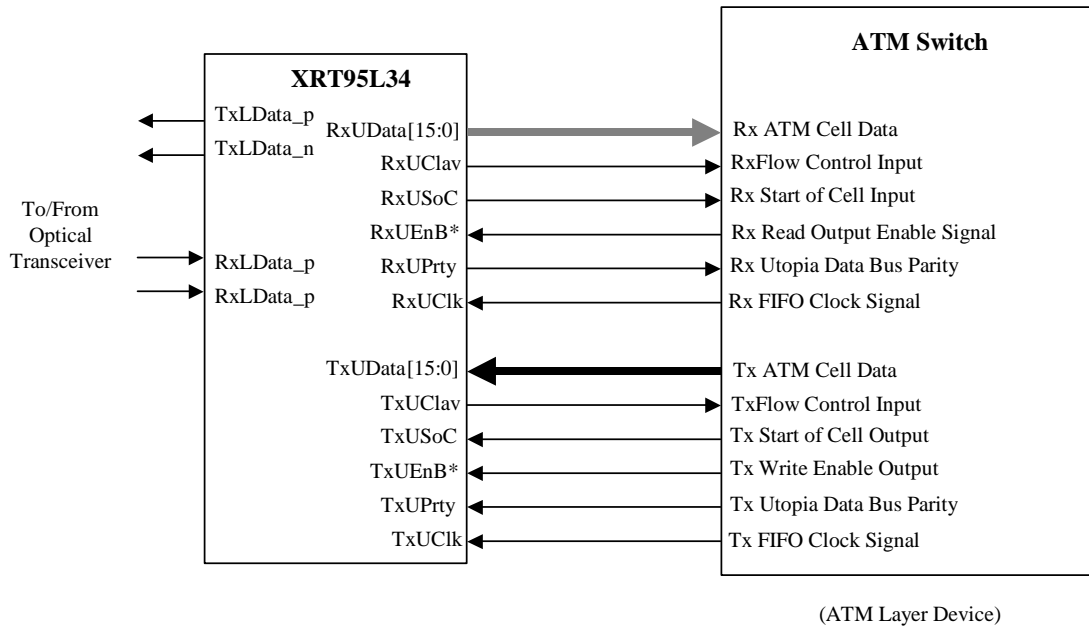 ATM Switch
XRT95L34
TxLData_p
TxLData_n
To/From
Optical
Transceiver
RxLData_p
RxLData_p
RxUData[15:0]
RxUClav
RxUSoC
RxUEnB*
RxUPrty
RxUClk
TxUData[15:0]
TxUClav
TxUSoC
TxUEnB*
TxUPrty
TxUClk
Rx ATM Cell Data
RxFlow Control Input
Rx Start of Cell Input
Rx Read Output Enable Signal
Rx Utopia Data Bus Parity
Rx FIFO Clock Signal
Tx ATM Cell Data
TxFlow Control Input
Tx Start of Cell Output
Tx Write Enable Output
Tx Utopia Data Bus Parity
Tx FIFO Clock Signal
(ATM Layer Device)